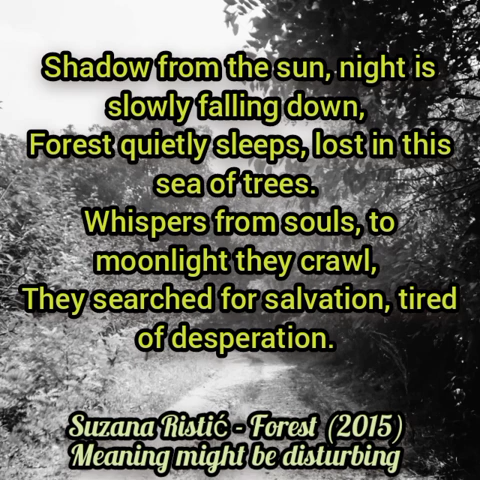 Shadow from the sun, night is
slowly falling down,
Forest quietly sleeps, lost in this
sea of trees.
Whispers from souls, to
moonlight they crawl,
They searched for salvation, tired
of desperation.
Suzana Ristić - Forest (2015)
Meaning might be disturbing